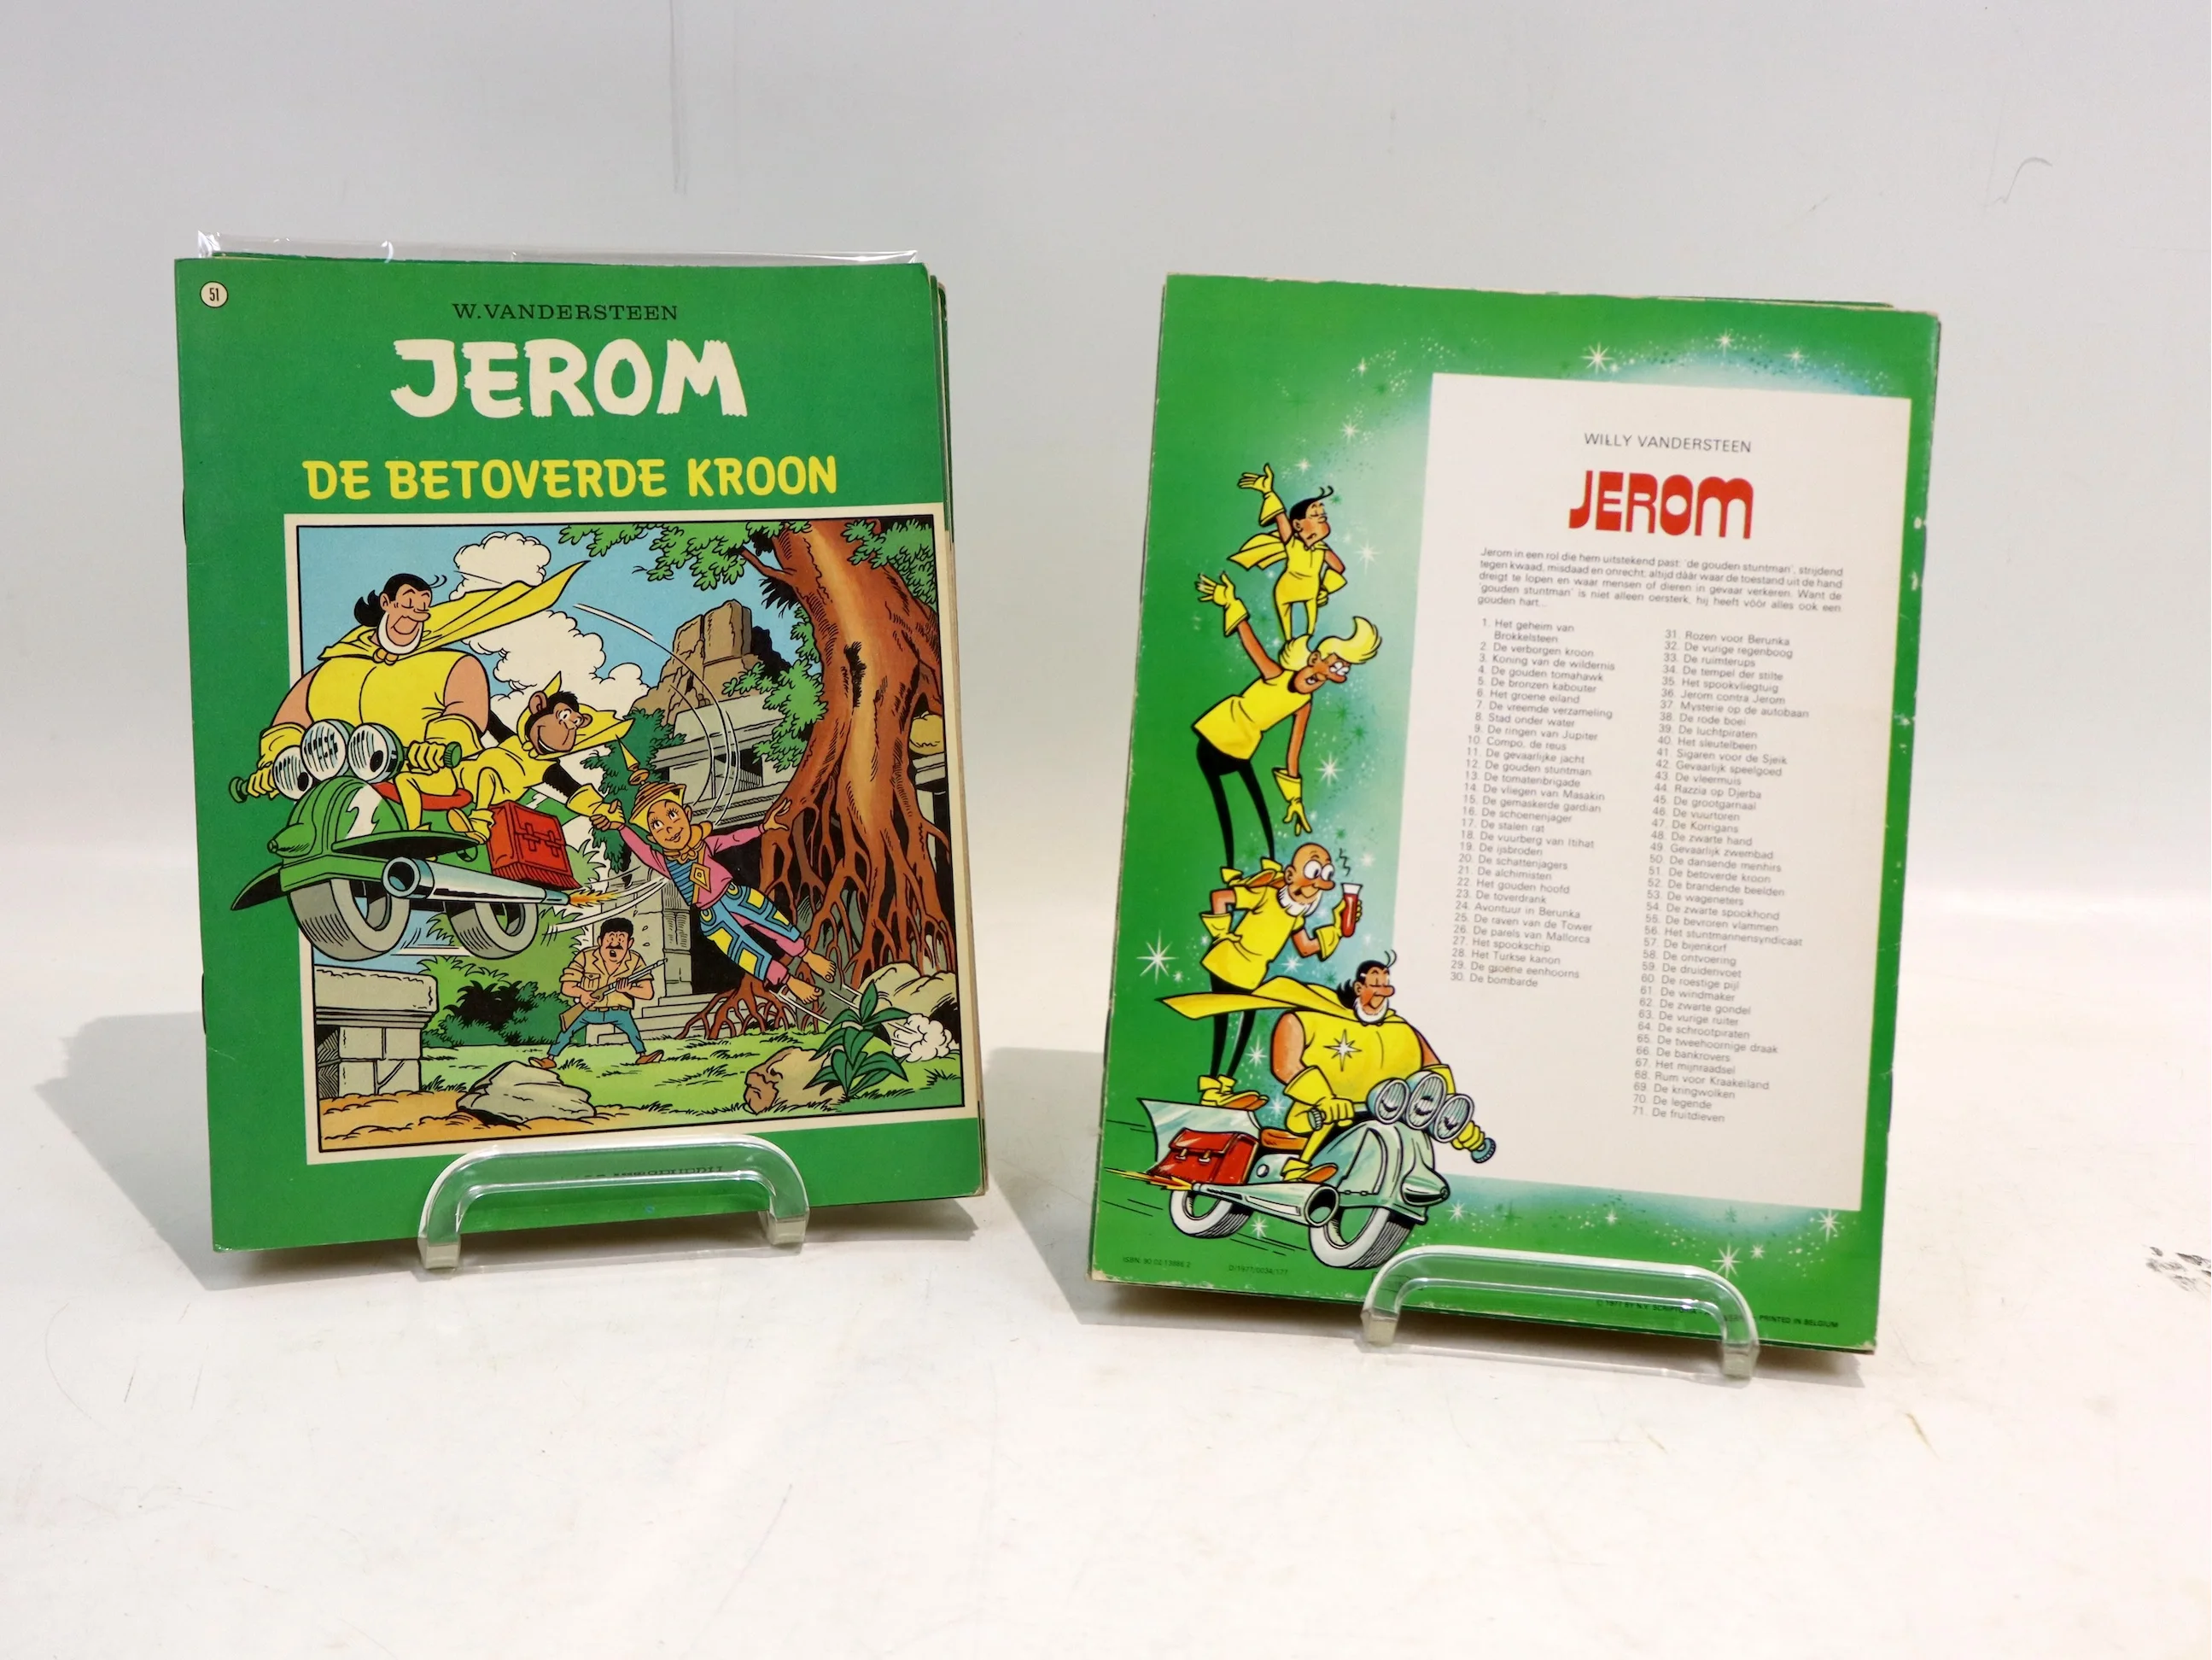 51
W. VANDERSTEEN
JEROM
DE BETOVERDE KROON
WILLY VANDERSTEEN
JEROM
Jerom in een rol die hem uitstekend past: 'de gouden stuntman', strijdend
tegen kwaad, misdaad en onrecht; altijd dáár waar de toestand uit de hand
dreigt te lopen en waar mensen of dieren in gevaar verkeren. Want de
'gouden stuntman' is niet alleen oersterk, hij heeft vóór alles ook een
gouden hart...
1. Het geheim van
Brokkelsteen
2. De verborgen kroon
3. Koning van de wildernis
4. De gouden tomahawk
5. De bronzen kabouter
6. Het groene eiland
7. De vreemde verzameling
8. Stad onder water
9. De ringen van Jupiter
10. Compo, de reus
11. De gevaarlijke jacht
12. De gouden stuntman
13. De tomatenbrigade
14. De vliegen van Masakin
15. De gemaskerde gardian
16. De schoenenjager
17. De stalen rat
18. De vuurberg van Itihat
19. De ijsbroden
20. De schattenjagers
21. De alchimisten
22. Het gouden hoofd
23. De toverdrank
24. Avontuur in Berunka
25. De raven van de Tower
26. De parels van Mallorca
27. Het spookschip
28. Het Turkse kanon
29. De groene eenhoorns
30. De bombarde
31. Rozen voor Berunka
32. De vurige regenboog
33. De ruimterups
34. De tempel der stilte
35. Het spookvliegtuig
36. Jerom contra Jerom
37. Mysterie op de autobaan
38. De rode boei
39. De luchtpiraten
40. Het sleutelbeen
41. Sigaren voor de Sjeik
42. Gevaarlijk speelgoed
43. De vleermuis
44. Razzia op Djerba
45. De grootgarnaal
46. De vuurtoren
47. De Korrigans
48. De zwarte hand
49. Gevaarlijk zwembad
50. De dansende menhirs
51. De betoverde kroon
52. De brandende beelden
53. De wageneters
54. De zwarte spookhond
55. De bevroren vlammen
56. Het stuntmannensyndicaat
57. De bijenkorf
58. De ontvoering
59. De druidenvoet
60. De roestige pijl
61. De windmaker
62. De zwarte gondel
63. De vurige ruiter
64. De schrootpiraten
65. De tweehoornige draak
66. De bankrovers
67. Het mijnraadsel
68. Rum voor Kraakeiland
69. De kringwolken
70. De legende
71. De fruitdieven
ISBN 90 02 13885 2
D/1977/0034/177
© 1977 BY N.V. SCRIPTORIA - PRINTED IN BELGIUM